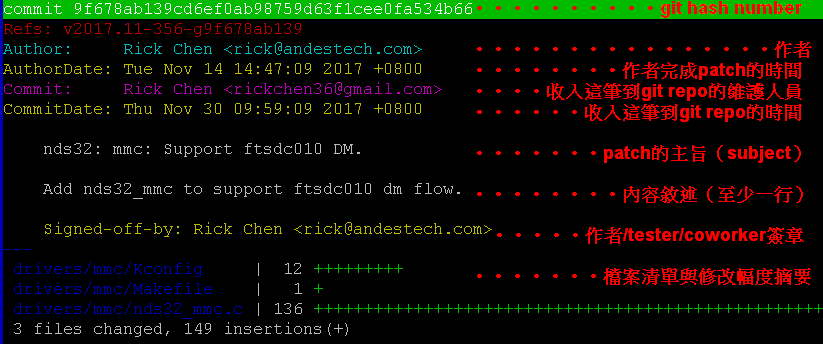 commit 9f678ab139cd6ef0ab98759d63f1cee0fa534b66・・・・・・・・・・git hash number
Refs: v2017.11-356-g9f678ab139
Author:     Rick Chen <rick@andestech.com>・・・・・・・・・・・・・・・・作者
AuthorDate: Tue Nov 14 14:47:09 2017 +0800・・・・・・・・作者完成patch的時間
Commit:     Rick Chen <rickchen36@gmail.com>・・・・收入這筆到git repo的維護人員
CommitDate: Thu Nov 30 09:59:09 2017 +0800・・・・・・收入這筆到git repo的時間
nds32: mmc: Support ftsdc010 DM.・・・・・・・patch的主旨（subject）
Add nds32_mmc to support ftsdc010 dm flow.・・・・・・・・內容敘述（至少一行）
Signed-off-by: Rick Chen <rick@andestech.com>・・・・・・作者/tester/coworker簽章
---
drivers/mmc/Kconfig     |  12 +++++++++
drivers/mmc/Makefile    |   1 +・・・・・・・檔案清單與修改幅度摘要
drivers/mmc/nds32_mmc.c | 136 +++++++++++++++++++++++++++++++++++++++++++++++++++
3 files changed, 149 insertions(+)